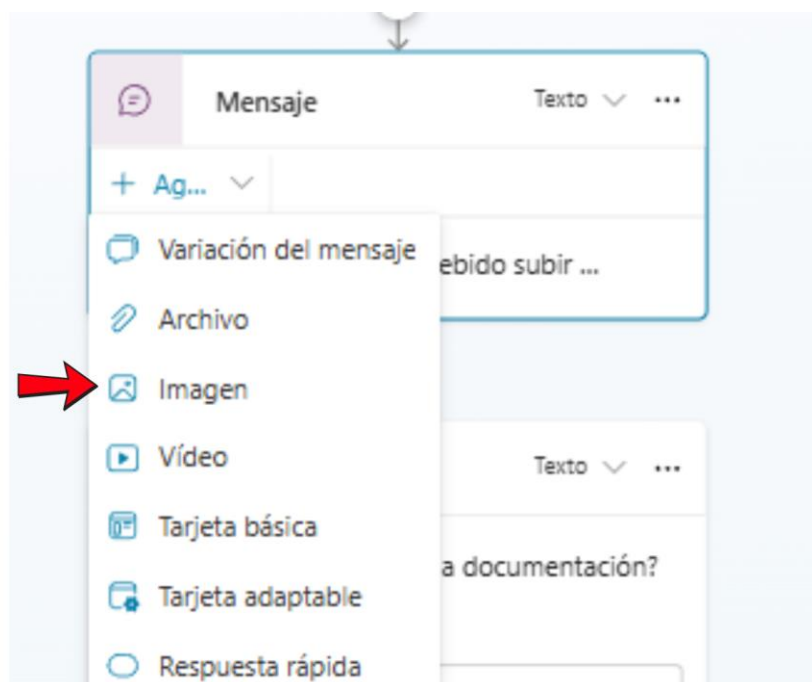 Mensaje Texto ...
+ Ag...
Variación del mensaje
ebido subir ...
Archivo
Imagen
Vídeo
Texto ...
Tarjeta básica
a documentación?
Tarjeta adaptable
Respuesta rápida